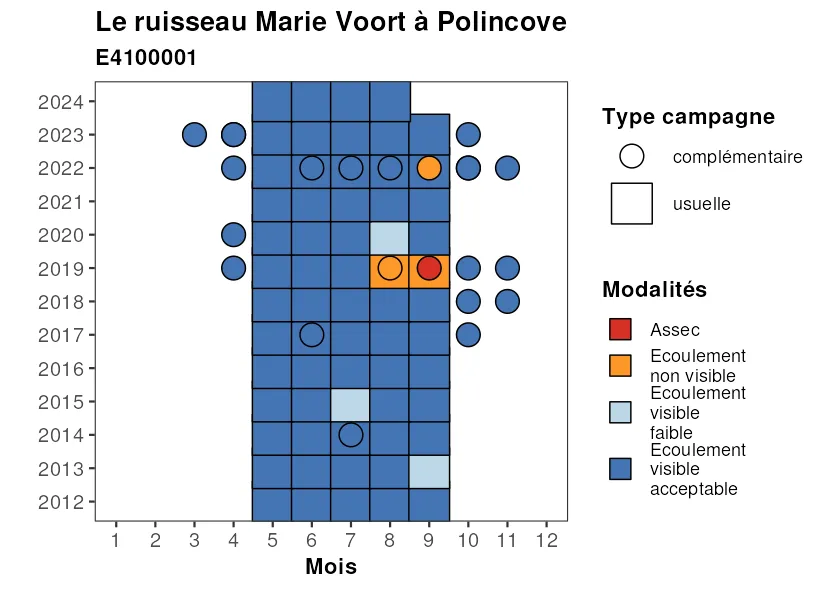 Le ruisseau Marie Voort à Polincove
E4100001
2024
2023
2022
2021
2020
2019
2018
2017
2016
2015
2014
2013
2012
1 2 3 4 5 6 7 8 9 10 11 12
Mois
Type campagne
complémentaire
usuelle
Modalités
Assec
Ecoulement
non visible
Ecoulement
visible
faible
Ecoulement
visible
acceptable